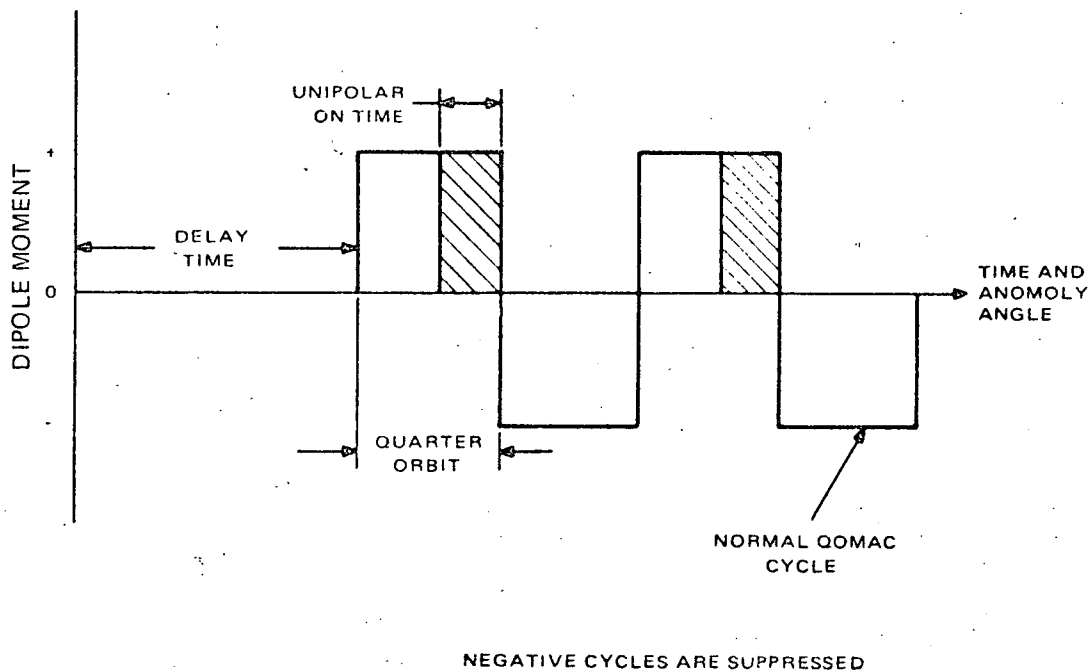 UNIPOLAR
ON TIME
+
DIPOLE MOMENT
DELAY
TIME
0
TIME AND
ANOMOLY
ANGLE
-
QUARTER
ORBIT
NORMAL QOMAC
CYCLE
NEGATIVE CYCLES ARE SUPPRESSED